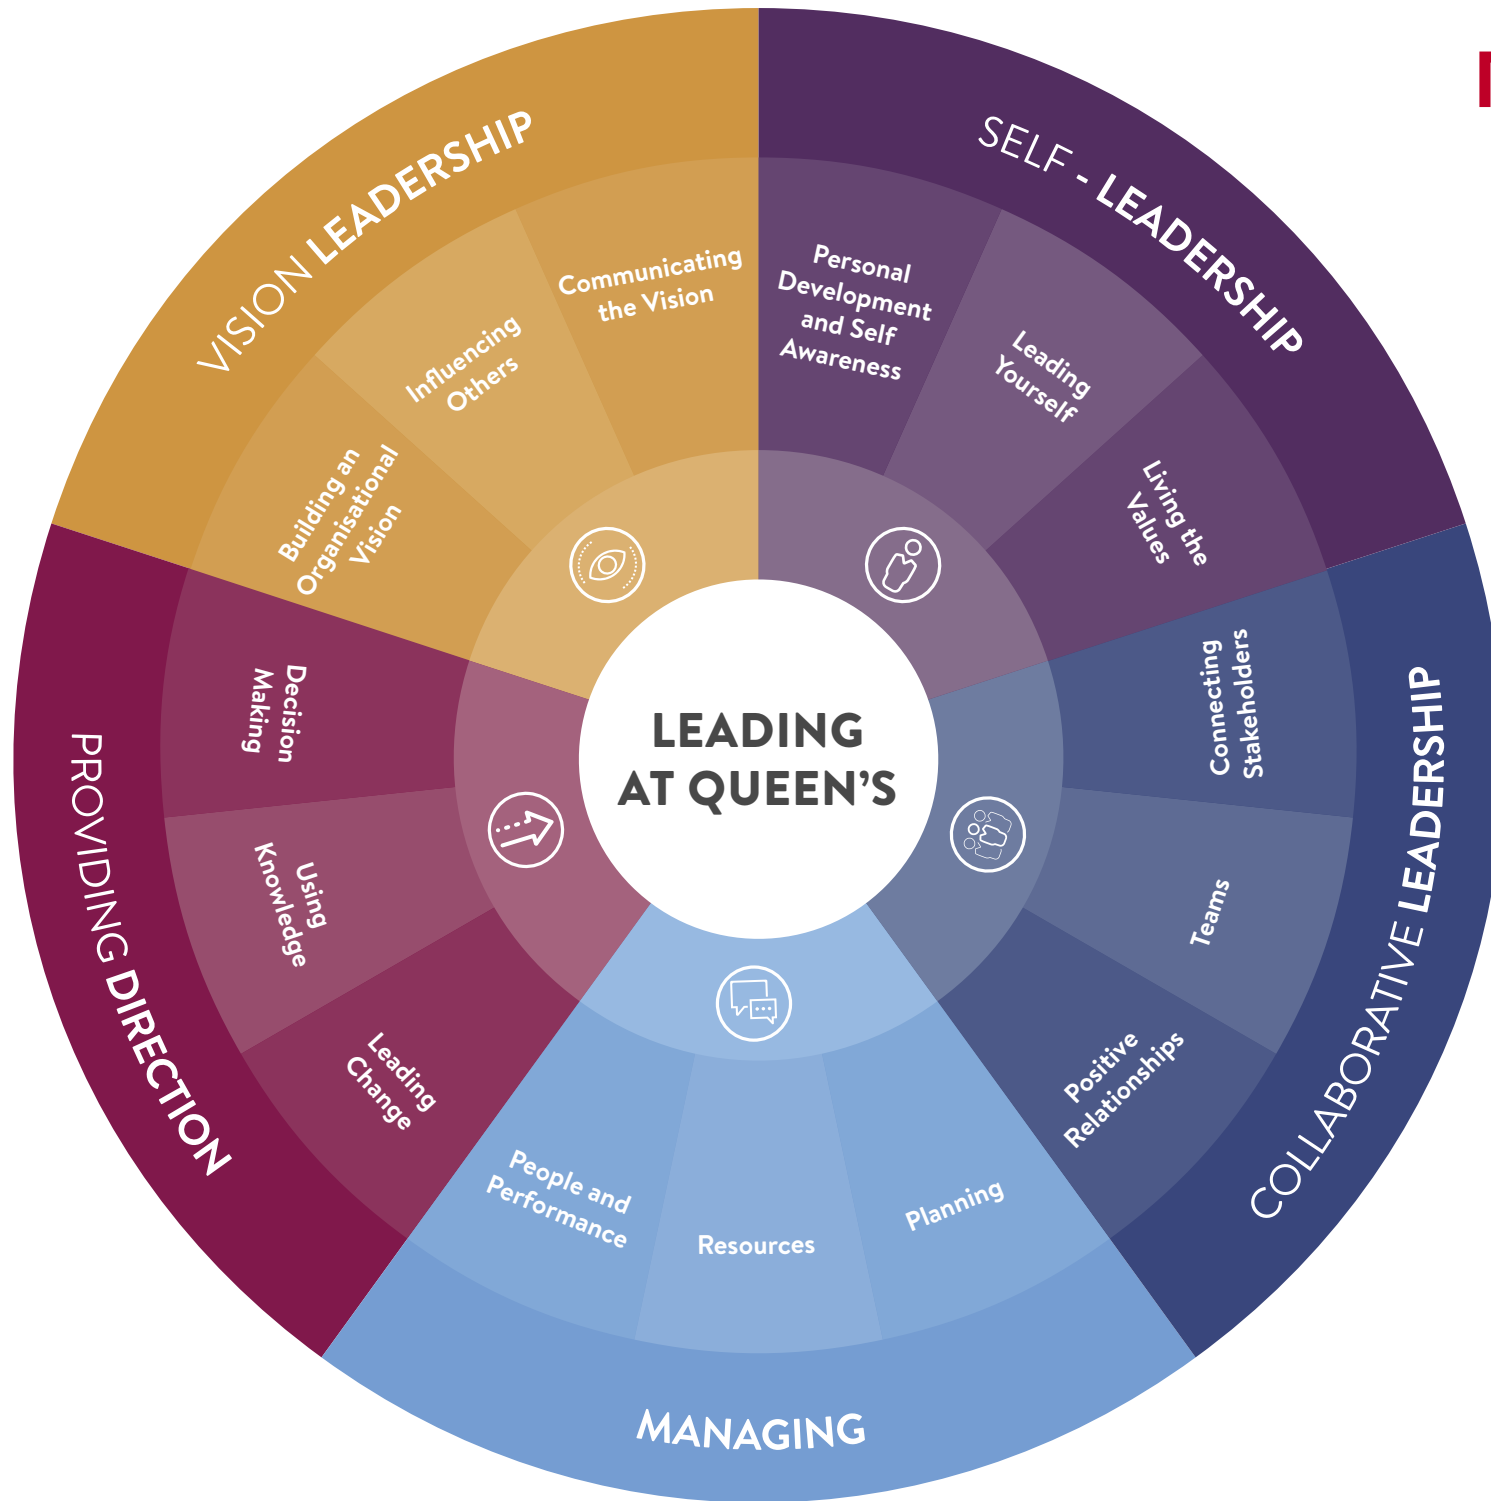 LEADING
AT QUEEN’S
SELF - LEADERSHIP
Personal
Development
and Self
Awareness
Leading
Yourself
Living the
Values
COLLABORATIVE LEADERSHIP
Connecting
Stakeholders
Teams
Positive
Relationships
MANAGING
Planning
Resources
People and
Performance
PROVIDING DIRECTION
Leading
Change
Using
Knowledge
Decision
Making
VISION LEADERSHIP
Building an
Organisational
Vision
Influencing
Others
Communicating
the Vision